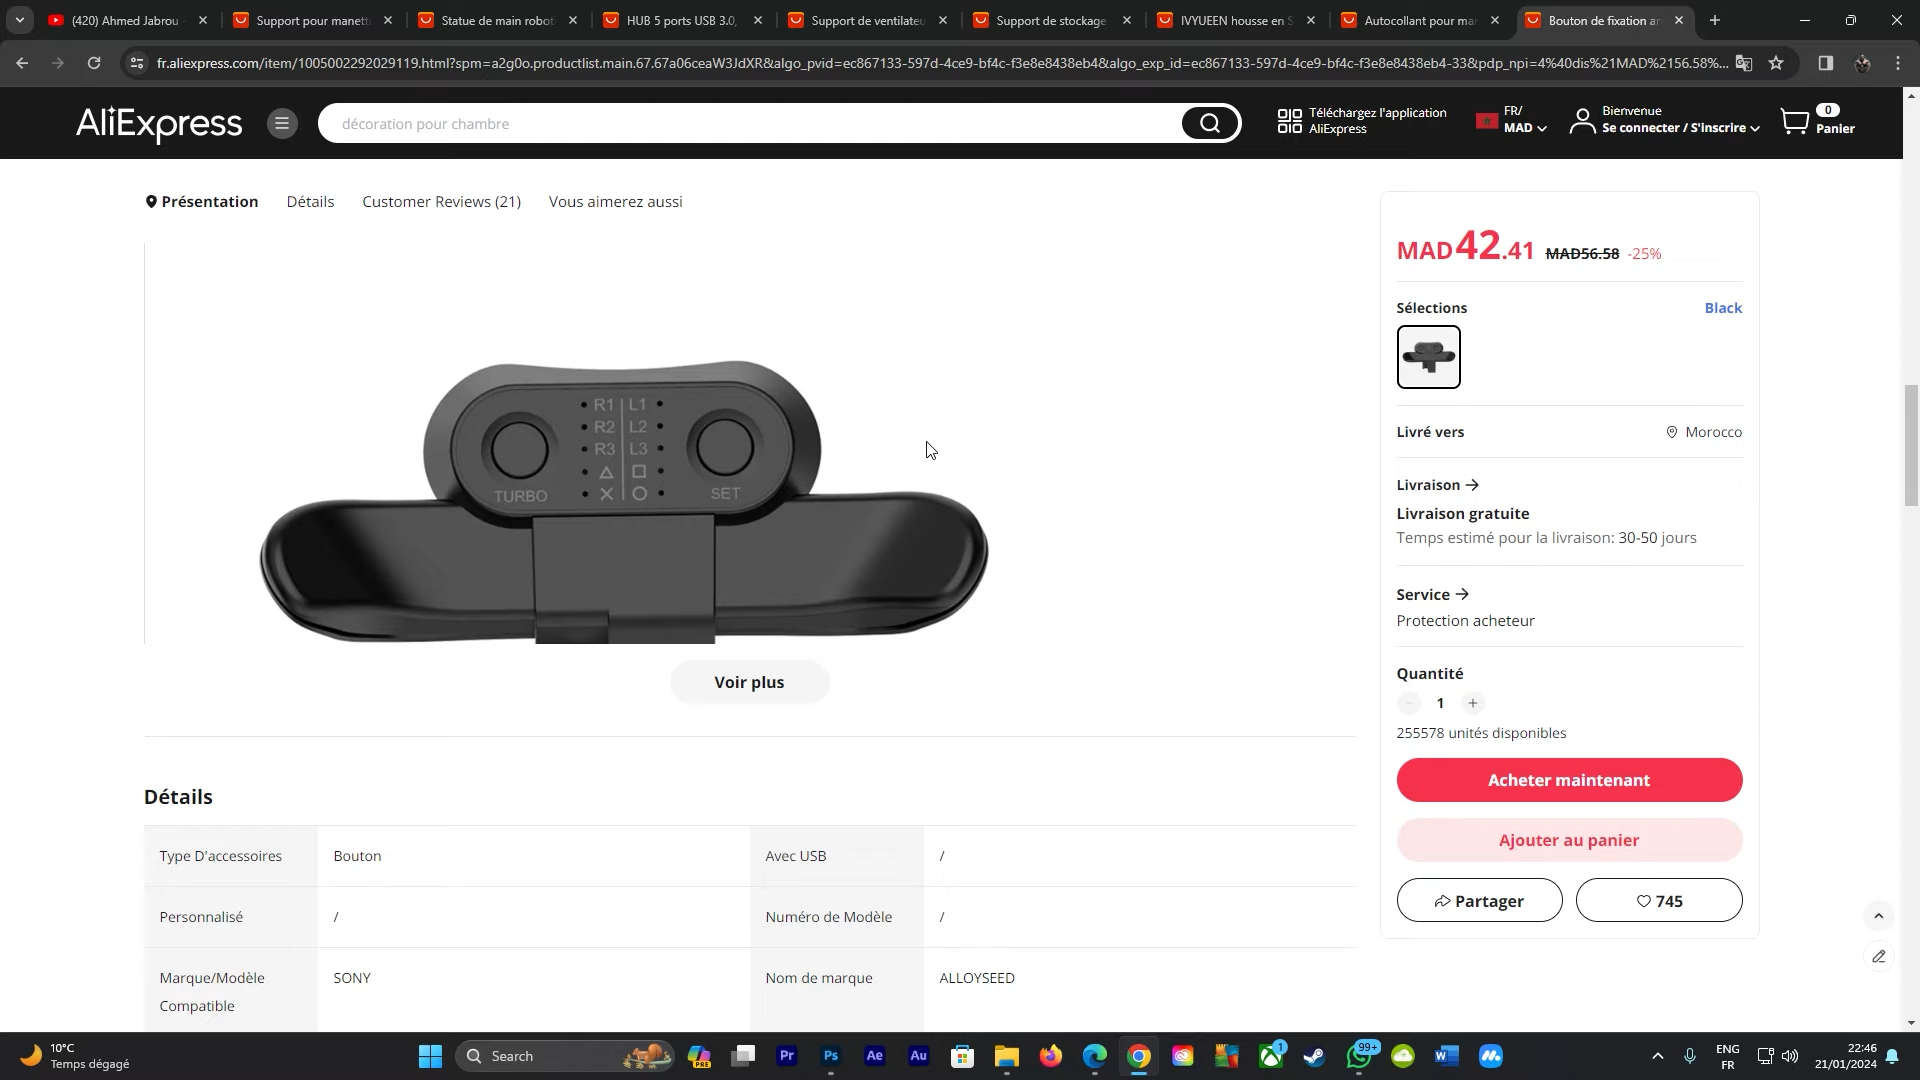 (420) Ahmed Jabrou -
Support pour manett
Statue de main robot
HUB 5 ports USB 3.0,
Support de ventilateu
Support de stockage
IVYUEEN housse en S
Autocollant pour mar
Bouton de fixation ar
fr.aliexpress.com/item/1005002292029119.html?spm=a2g0o.productlist.main.67.67a06ceaW3JdXR&algo_pvid=ec867133-597d-4ce9-bf4c-f3e8e8438eb4&algo_exp_id=ec867133-597d-4ce9-bf4c-f3e8e8438eb4-33&pdp_npi=4%40dis%21MAD%2156.58%...
AliExpress
décoration pour chambre
Téléchargez l'application
AliExpress
FR/
MAD
Bienvenue
Se connecter / S'inscrire
0
Panier
Présentation
Détails
Customer Reviews (21)
Vous aimerez aussi
R1 L1
R2 L2
R3 L3
TURBO
SET
Voir plus
MAD42.41 MAD56.58 -25%
Sélections
Black
Livré vers
Morocco
Livraison
Livraison gratuite
Temps estimé pour la livraison: 30-50 jours
Service
Protection acheteur
Quantité
- 1 +
255578 unités disponibles
Acheter maintenant
Ajouter au panier
Partager
745
Détails
Type D'accessoires
Bouton
Avec USB
/
Personnalisé
/
Numéro de Modèle
/
Marque/Modèle
Compatible
SONY
Nom de marque
ALLOYSEED
10°C
Temps dégagé
Search
PRE
Pr
Ps
Ae
Au
1
99+
ENG
FR
22:46
21/01/2024